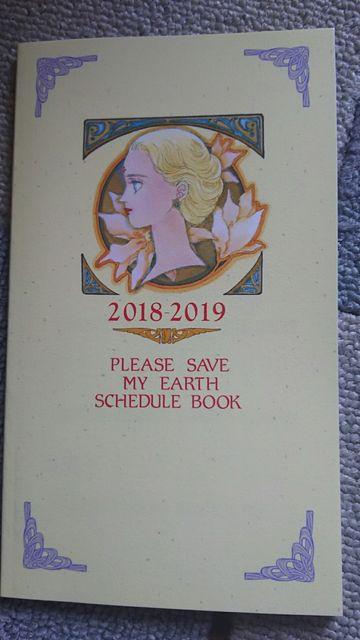 2018-2019
PLEASE SAVE
MY EARTH
SCHEDULE BOOK